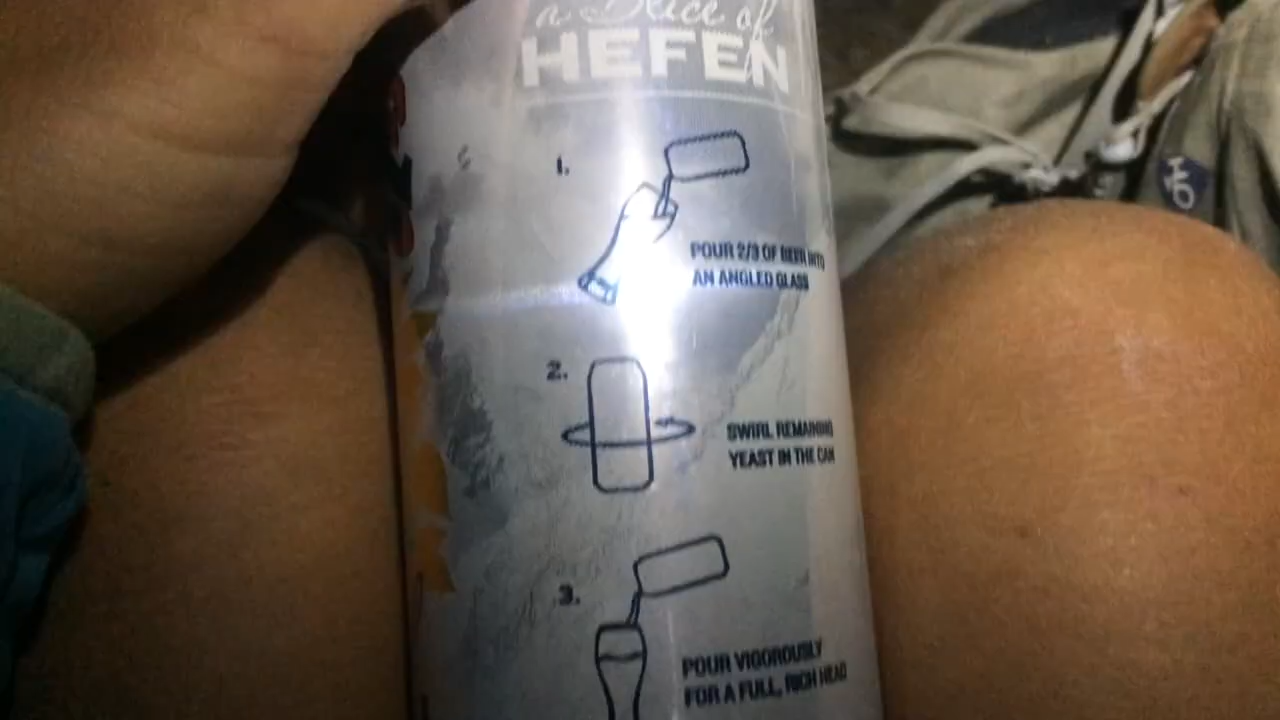 a Slice of
HEFEN
1.
POUR 2/3 OF BEER INTO
AN ANGLED GLASS
2.
SWIRL REMAINING
YEAST IN THE CAN
3.
POUR VIGOROUSLY
FOR A FULL, RICH HEAD